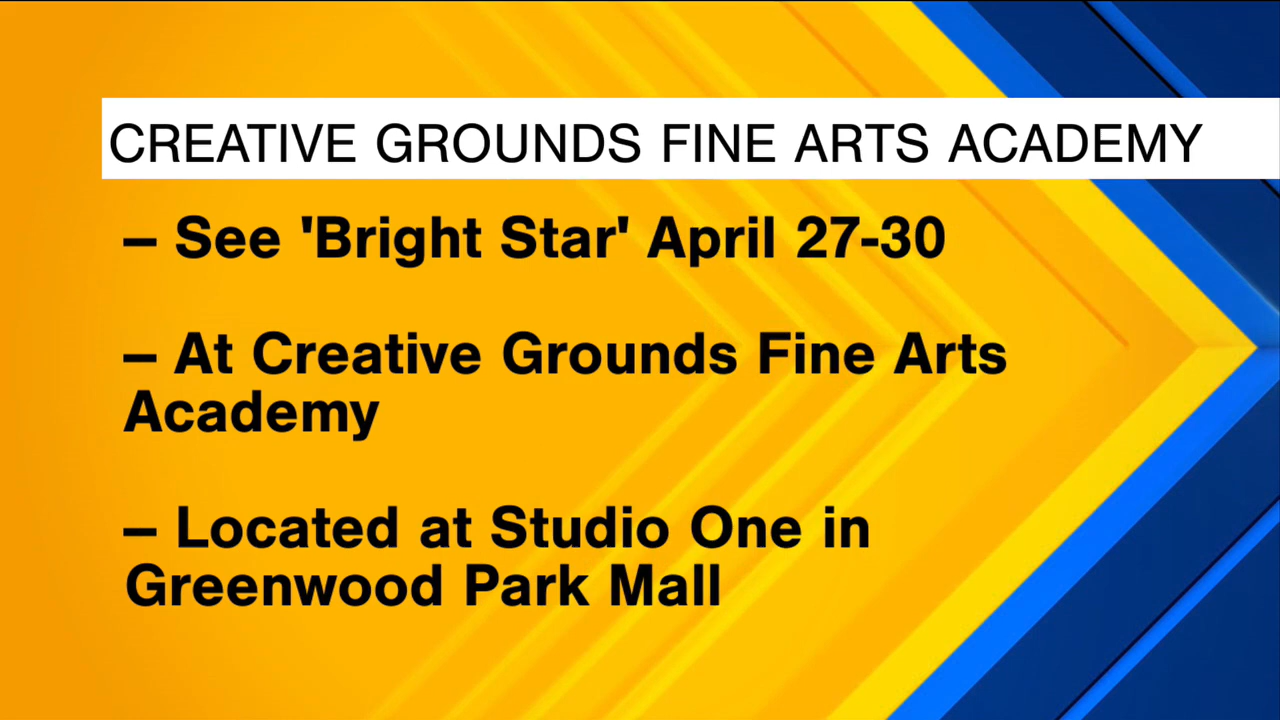 CREATIVE GROUNDS FINE ARTS ACADEMY
– See 'Bright Star' April 27-30
– At Creative Grounds Fine Arts
Academy
– Located at Studio One in
Greenwood Park Mall